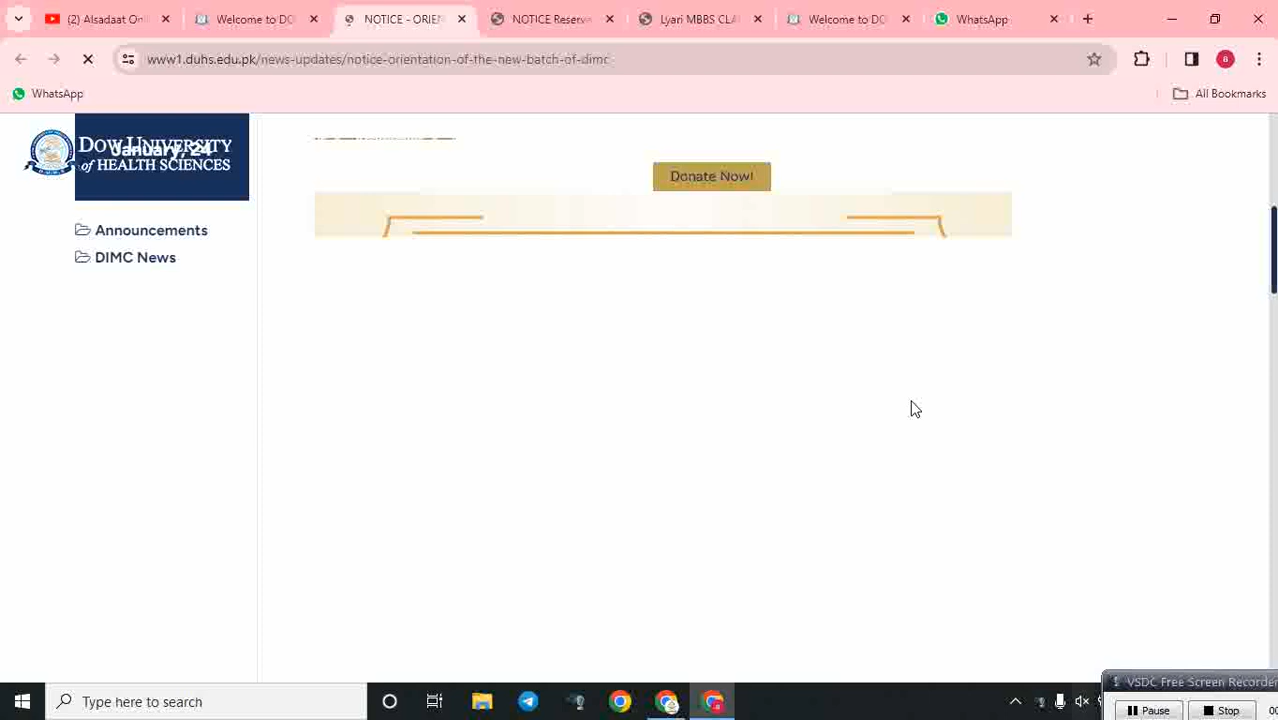 (2) Alsadaat Onl
Welcome to DO
NOTICE - ORIEN
NOTICE Reserv
Lyari MBBS CLA
Welcome to DO
WhatsApp
www1.duhs.edu.pk/news-updates/notice-orientation-of-the-new-batch-of-dimc
a
WhatsApp
All Bookmarks
DOW UNIVERSITY
of HEALTH SCIENCES
January, 24
Donate Now!
Announcements
DIMC News
VSDC Free Screen Recorder
Type here to search
Pause
Stop